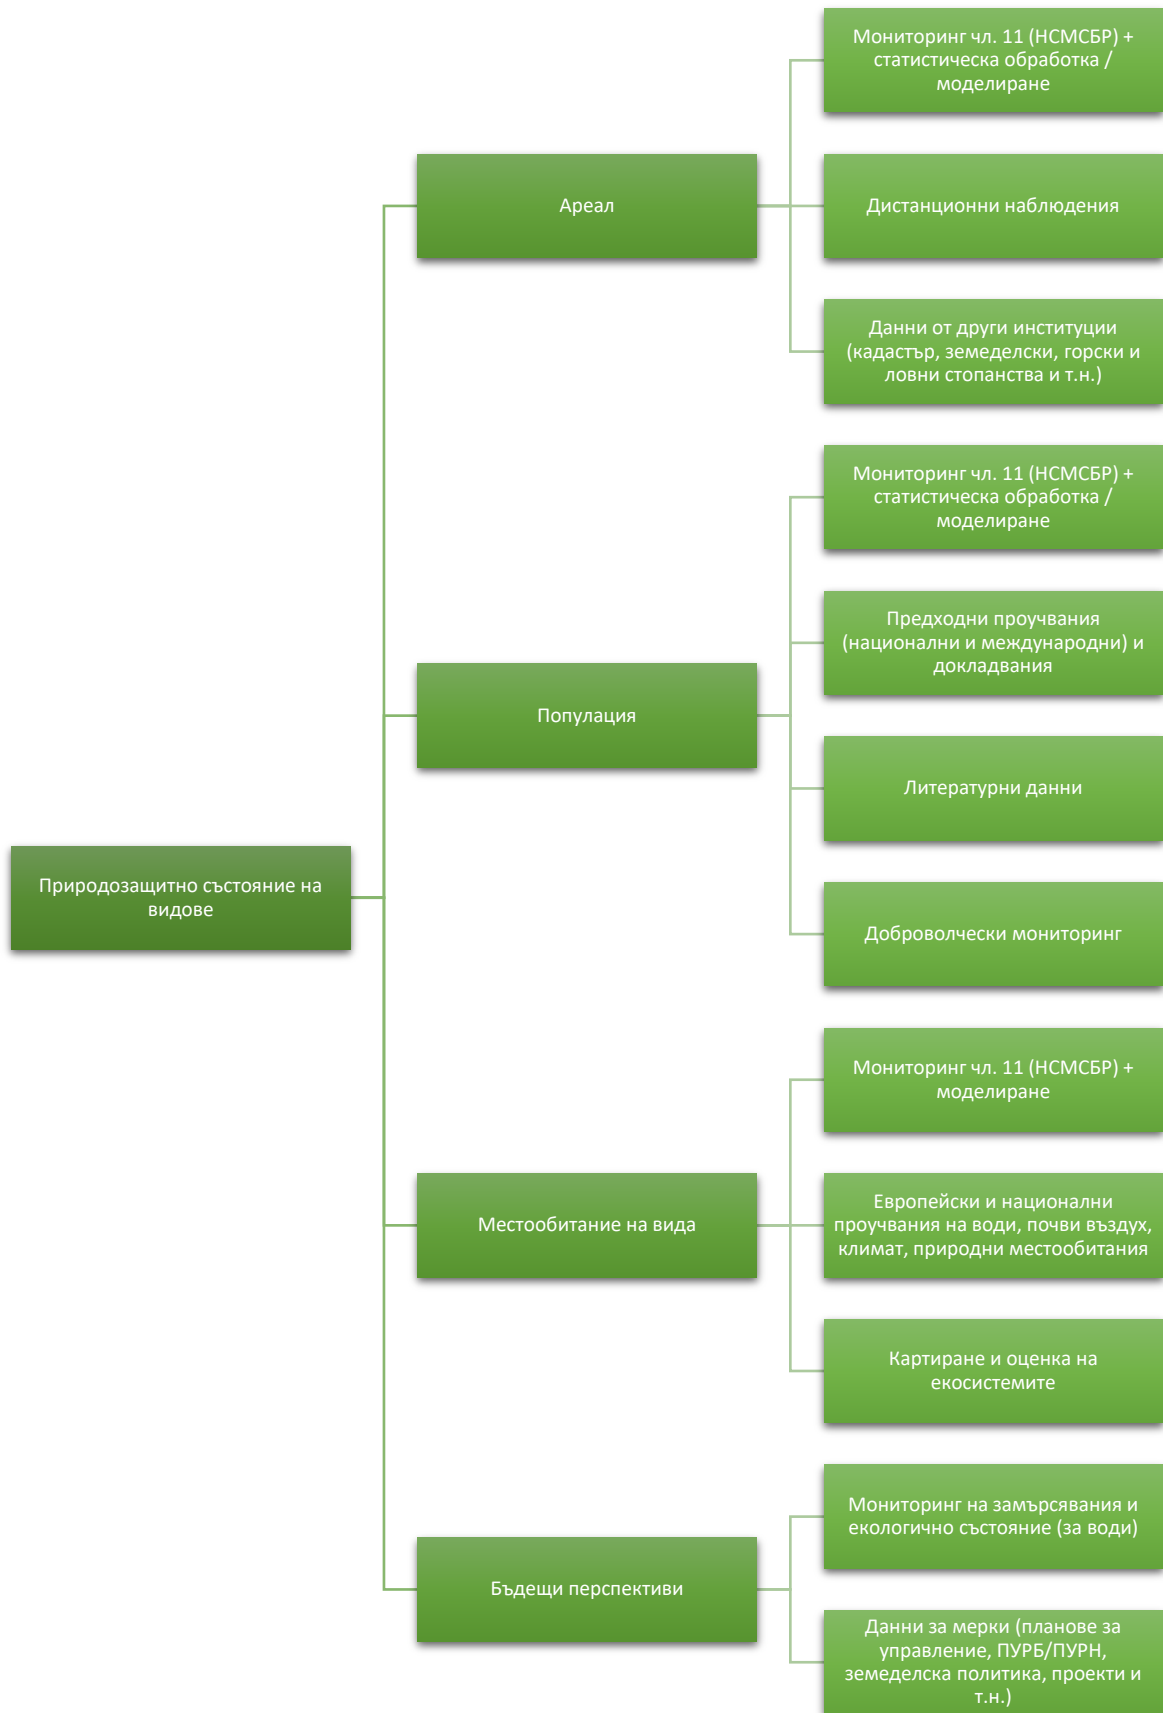 Природозащитно състояние на
видове
Ареал
Мониторинг чл. 11 (НСМСБР) +
статистическа обработка /
моделиране
Дистанционни наблюдения
Данни от други институции
(кадастър, земеделски, горски и
ловни стопанства и т.н.)
Популация
Мониторинг чл. 11 (НСМСБР) +
статистическа обработка /
моделиране
Предходни проучвания
(национални и международни) и
докладвания
Литературни данни
Доброволчески мониторинг
Местообитание на вида
Мониторинг чл. 11 (НСМСБР) +
моделиране
Европейски и национални
проучвания на води, почви въздух,
климат, природни местообитания
Картиране и оценка на
екосистемите
Бъдещи перспективи
Мониторинг на замърсявания и
екологично състояние (за води)
Данни за мерки (планове за
управление, ПУРБ/ПУРН,
земеделска политика, проекти и
т.н.)